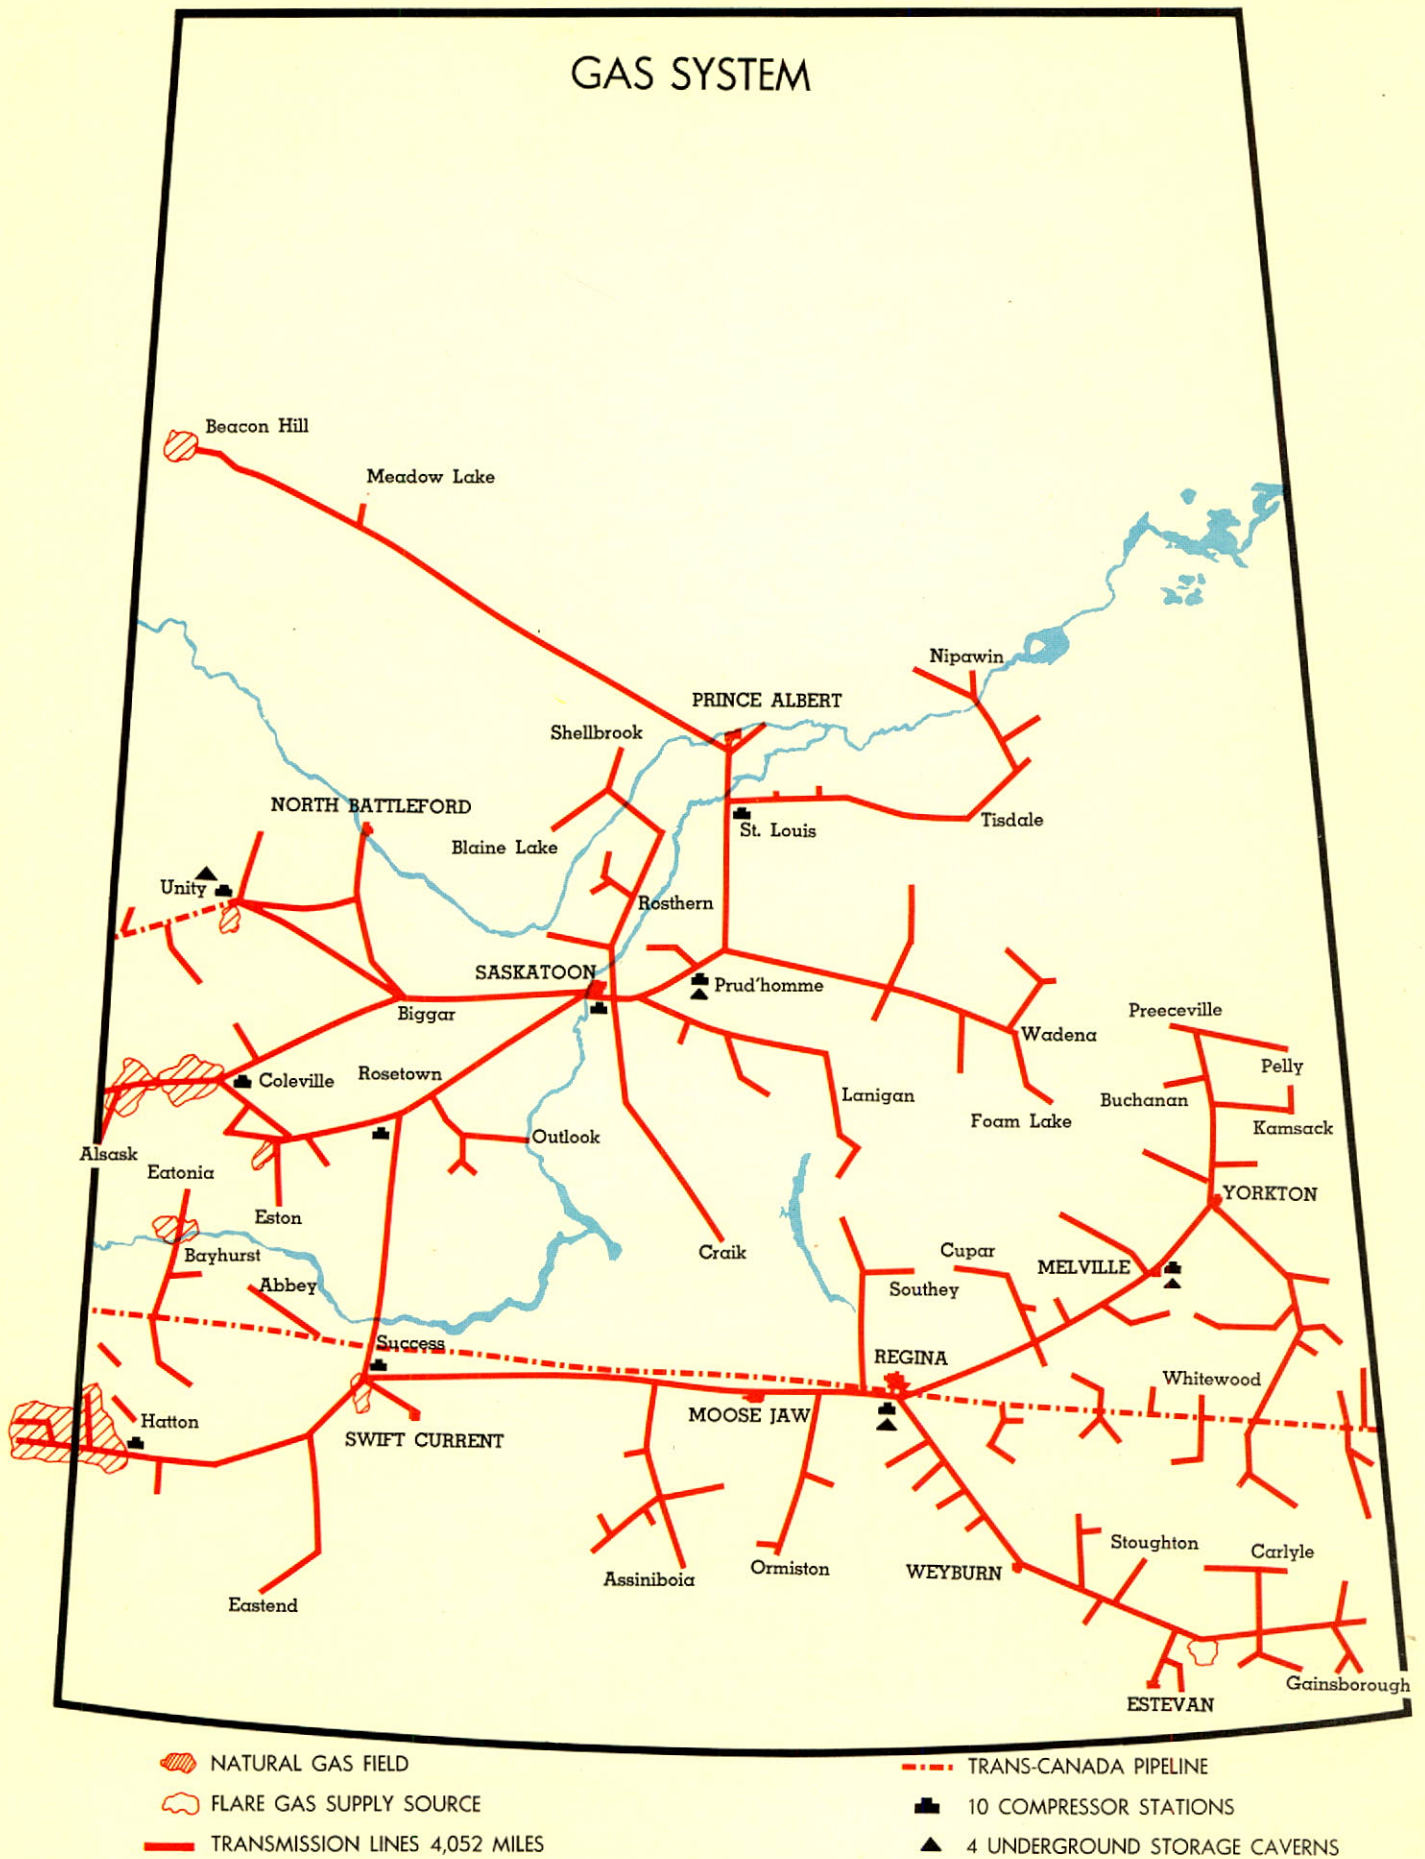 GAS SYSTEM
Beacon Hill
Meadow Lake
Nipawin
PRINCE ALBERT
Shellbrook
NORTH BATTLEFORD
Tisdale
St. Louis
Blaine Lake
Unity
Rosthern
SASKATOON
Prud'homme
Biggar
Preeceville
Wadena
Pelly
Coleville
Rosetown
Lanigan
Buchanan
Foam Lake
Kamsack
Outlook
Alsask
Eatonia
YORKTON
Eston
Craik
Cupar
Bayhurst
MELVILLE
Abbey
Southey
Success
REGINA
Whitewood
MOOSE JAW
Hatton
SWIFT CURRENT
Stoughton
Carlyle
Ormiston
WEYBURN
Assiniboia
Eastend
Gainsborough
ESTEVAN
NATURAL GAS FIELD
FLARE GAS SUPPLY SOURCE
TRANSMISSION LINES 4,052 MILES
TRANS-CANADA PIPELINE
10 COMPRESSOR STATIONS
4 UNDERGROUND STORAGE CAVERNS